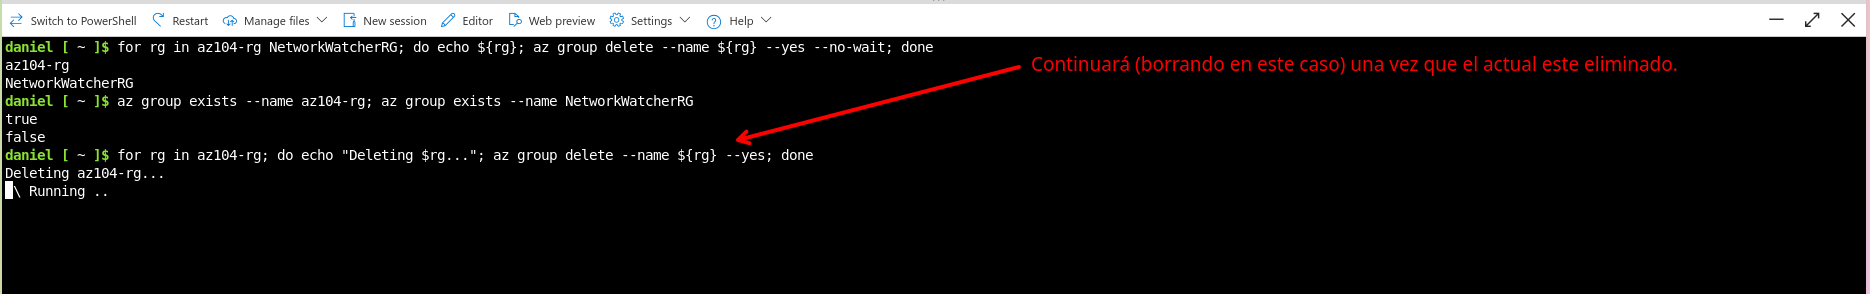 Switch to PowerShell Restart Manage files New session Editor Web preview Settings Help
daniel [ ~ ]$ for rg in az104-rg NetworkWatcherRG; do echo ${rg}; az group delete --name ${rg} --yes --no-wait; done
az104-rg
Continuará (borrando en este caso) una vez que el actual este eliminado.
NetworkWatcherRG
daniel [ ~ ]$ az group exists --name az104-rg; az group exists --name NetworkWatcherRG
true
false
daniel [ ~ ]$ for rg in az104-rg; do echo "Deleting $rg..."; az group delete --name ${rg} --yes; done
Deleting az104-rg...
\ Running ..